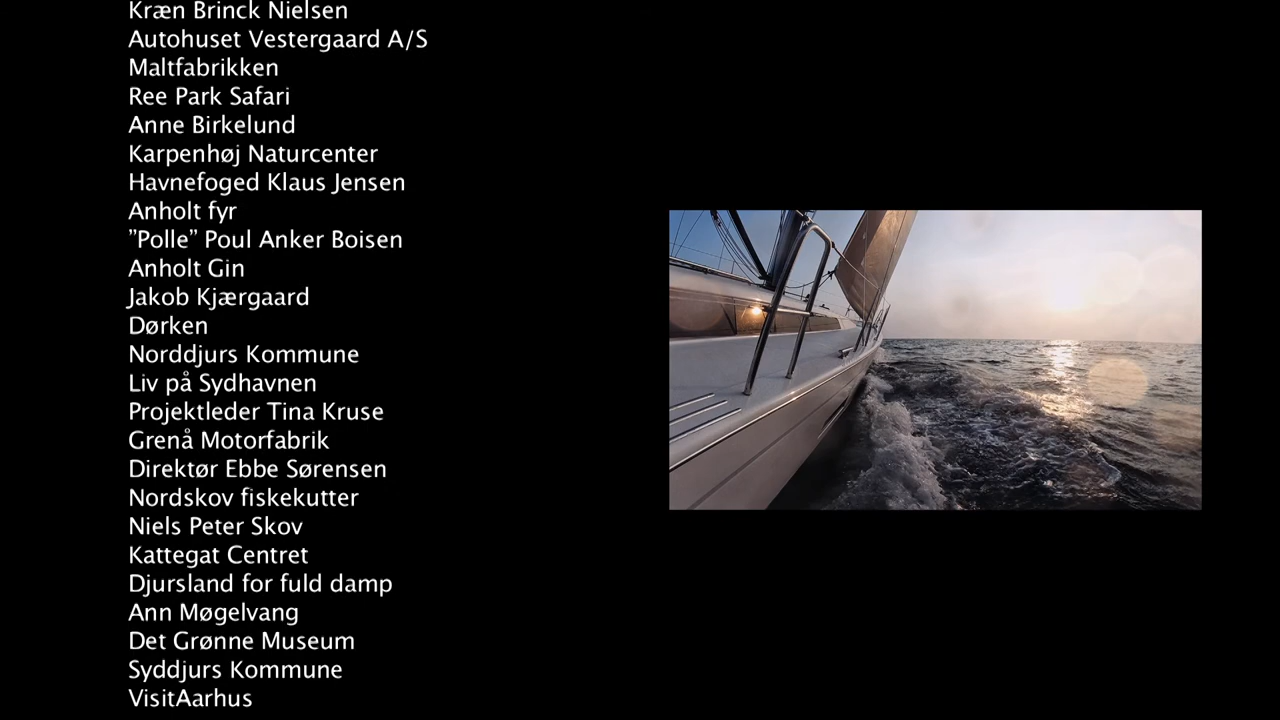 Kræn Brinck Nielsen
Autohuset Vestergaard A/S
Maltfabrikken
Ree Park Safari
Anne Birkelund
Karpenhøj Naturcenter
Havnefoged Klaus Jensen
Anholt fyr
”Polle” Poul Anker Boisen
Anholt Gin
Jakob Kjærgaard
Dørken
Norddjurs Kommune
Liv på Sydhavnen
Projektleder Tina Kruse
Grenå Motorfabrik
Direktør Ebbe Sørensen
Nordskov fiskekutter
Niels Peter Skov
Kattegat Centret
Djursland for fuld damp
Ann Møgelvang
Det Grønne Museum
Syddjurs Kommune
VisitAarhus